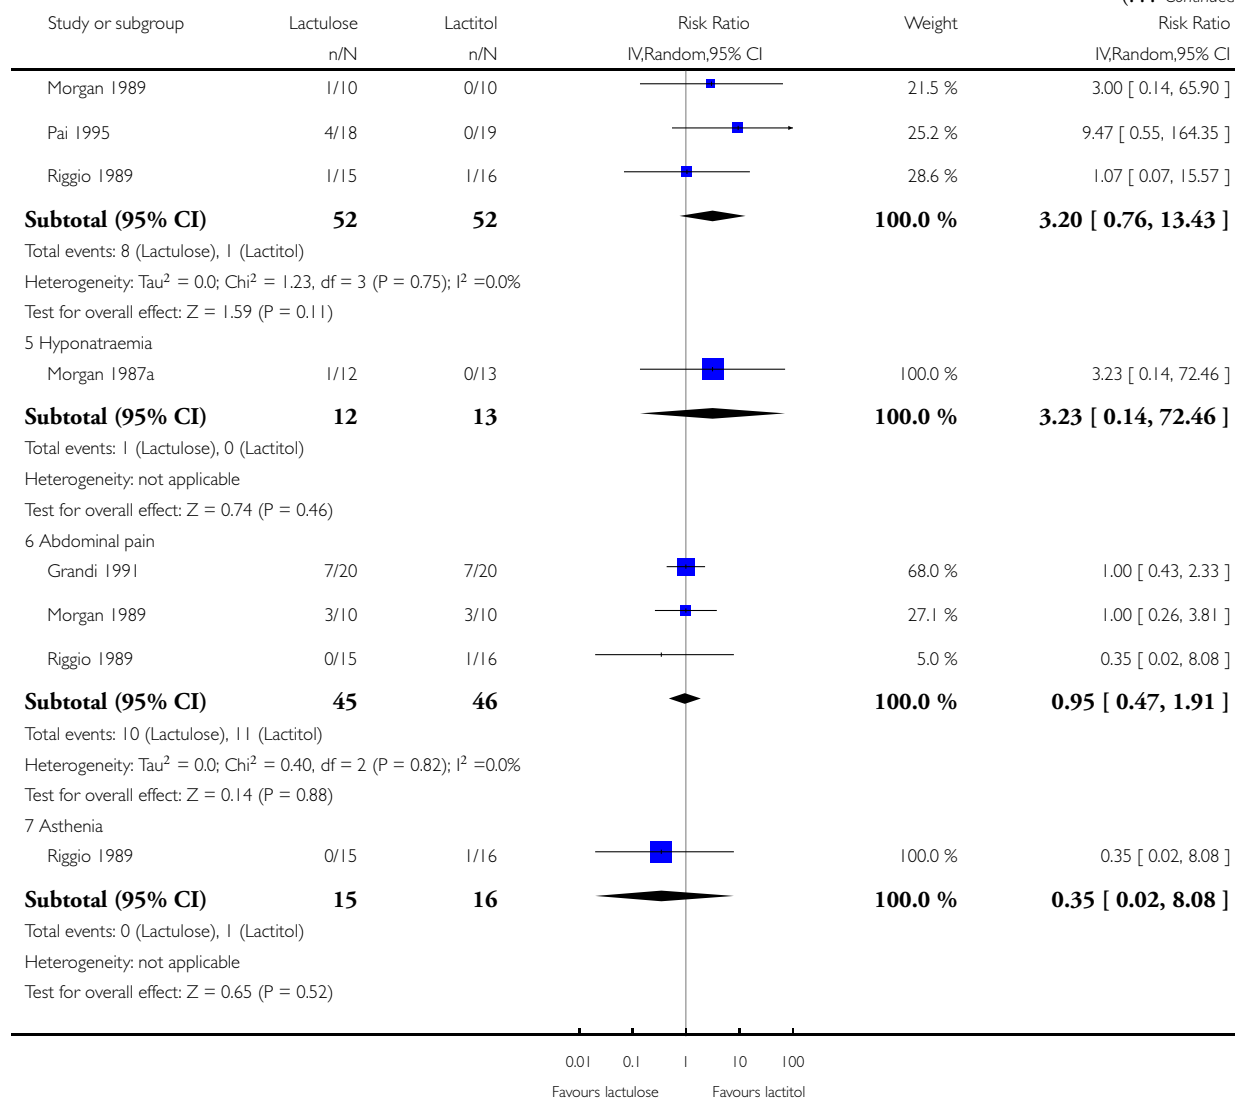 (. . . Continued
Study or subgroup Lactulose Lactitol Risk Ratio Weight Risk Ratio
n/N n/N IV,Random,95% CI IV,Random,95% CI
Morgan 1989 1/10 0/10 21.5 % 3.00 [ 0.14, 65.90 ]
Pai 1995 4/18 0/19 25.2 % 9.47 [ 0.55, 164.35 ]
Riggio 1989 1/15 1/16 28.6 % 1.07 [ 0.07, 15.57 ]
Subtotal (95% CI) 52 52 100.0 % 3.20 [ 0.76, 13.43 ]
Total events: 8 (Lactulose), 1 (Lactitol)
Heterogeneity: Tau² = 0.0; Chi² = 1.23, df = 3 (P = 0.75); I² =0.0%
Test for overall effect: Z = 1.59 (P = 0.11)
5 Hyponatraemia
Morgan 1987a 1/12 0/13 100.0 % 3.23 [ 0.14, 72.46 ]
Subtotal (95% CI) 12 13 100.0 % 3.23 [ 0.14, 72.46 ]
Total events: 1 (Lactulose), 0 (Lactitol)
Heterogeneity: not applicable
Test for overall effect: Z = 0.74 (P = 0.46)
6 Abdominal pain
Grandi 1991 7/20 7/20 68.0 % 1.00 [ 0.43, 2.33 ]
Morgan 1989 3/10 3/10 27.1 % 1.00 [ 0.26, 3.81 ]
Riggio 1989 0/15 1/16 5.0 % 0.35 [ 0.02, 8.08 ]
Subtotal (95% CI) 45 46 100.0 % 0.95 [ 0.47, 1.91 ]
Total events: 10 (Lactulose), 11 (Lactitol)
Heterogeneity: Tau² = 0.0; Chi² = 0.40, df = 2 (P = 0.82); I² =0.0%
Test for overall effect: Z = 0.14 (P = 0.88)
7 Asthenia
Riggio 1989 0/15 1/16 100.0 % 0.35 [ 0.02, 8.08 ]
Subtotal (95% CI) 15 16 100.0 % 0.35 [ 0.02, 8.08 ]
Total events: 0 (Lactulose), 1 (Lactitol)
Heterogeneity: not applicable
Test for overall effect: Z = 0.65 (P = 0.52)
0.01 0.1 1 10 100
Favours lactulose Favours lactitol